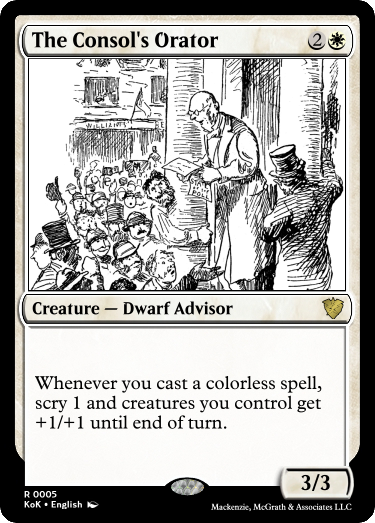 The Consol's Orator 2
Creature — Dwarf Advisor
Whenever you cast a colorless spell,
scry 1 and creatures you control get
+1/+1 until end of turn.
3/3
R 0005
KoK • English
Mackenzie, McGrath & Associates LLC